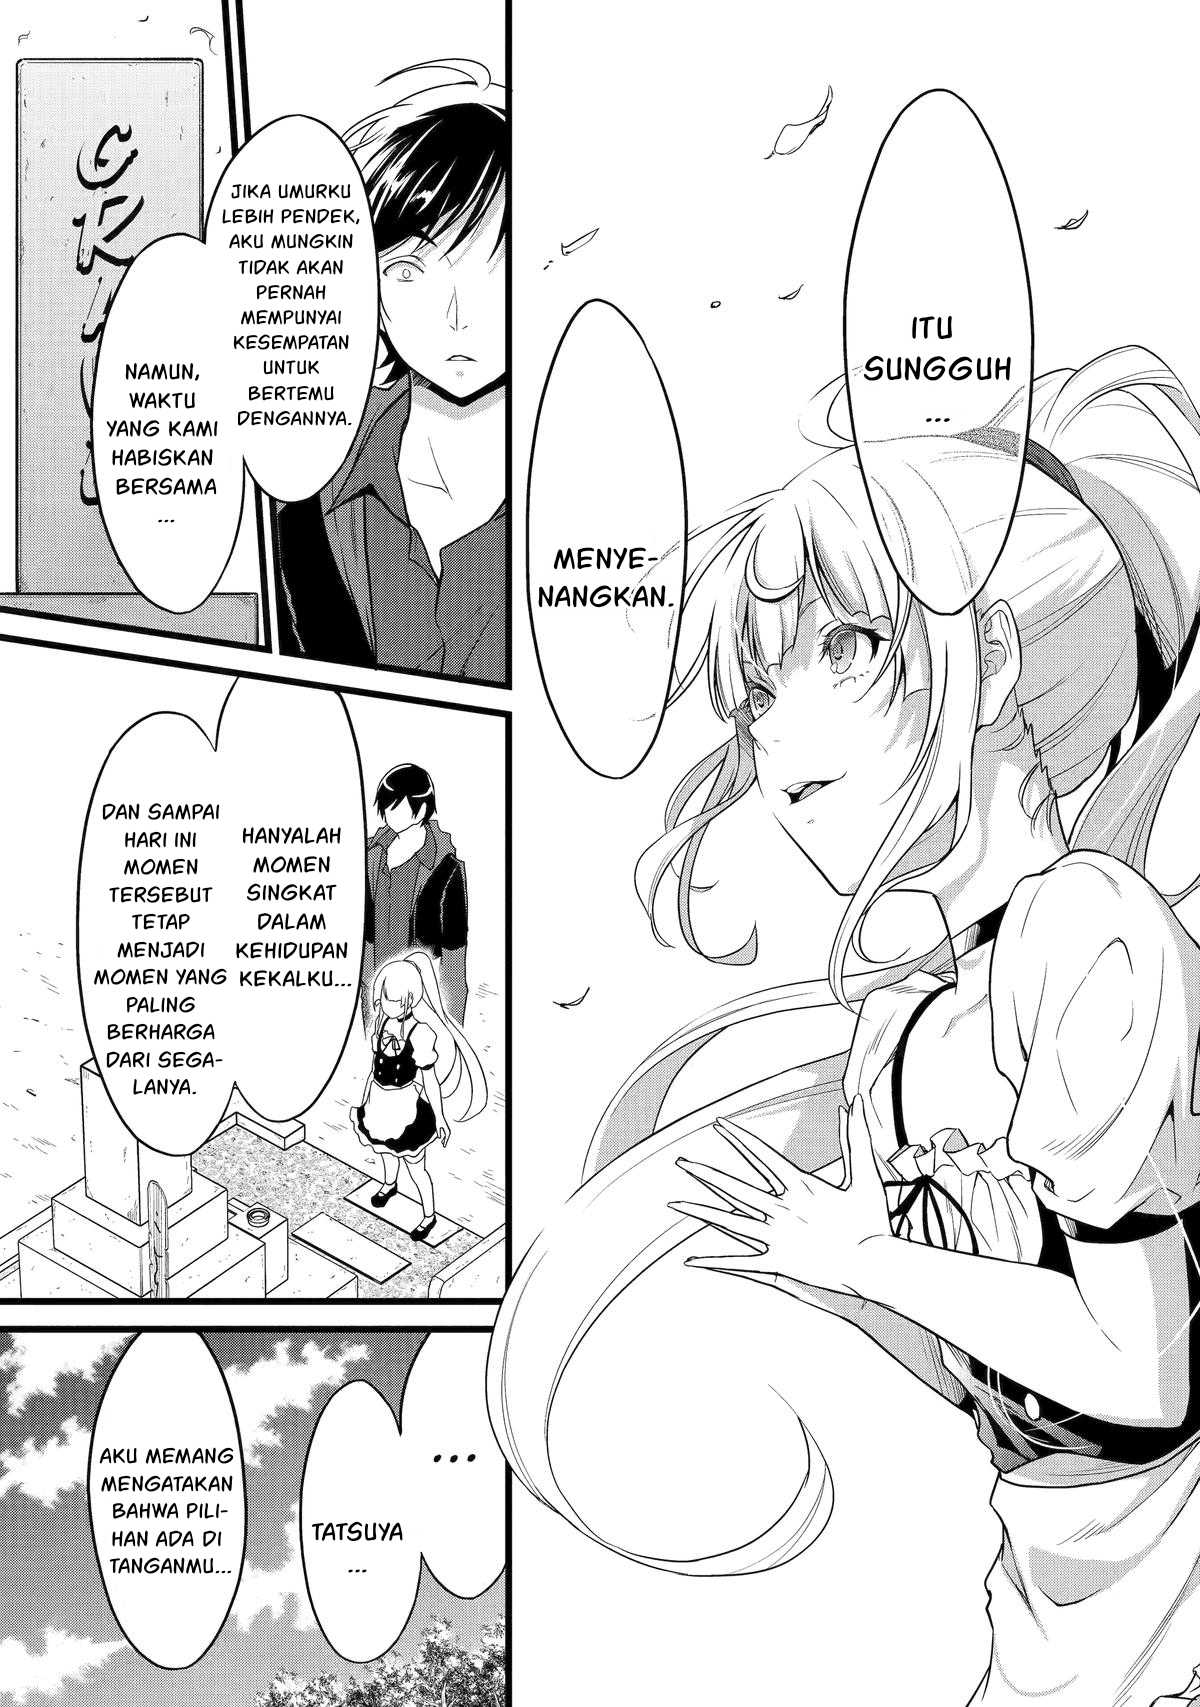 ITU
SUNGGUH
...
MENYE-
NANGKAN.
JIKA UMURKU
LEBIH PENDEK,
AKU MUNGKIN
TIDAK AKAN
PERNAH
MEMPUNYAI
KESEMPATAN
UNTUK
BERTEMU
DENGANNYA.
NAMUN,
WAKTU
YANG KAMI
HABISKAN
BERSAMA
...
HANYALAH
MOMEN
SINGKAT
DALAM
KEHIDUPAN
KEKALKU...
DAN SAMPAI
HARI INI
MOMEN
TERSEBUT
TETAP
MENJADI
MOMEN YANG
PALING
BERHARGA
DARI SEGA-
LANYA.
...
TATSUYA
...
AKU MEMANG
MENGATAKAN
BAHWA PILI-
HAN ADA DI
TANGANMU...